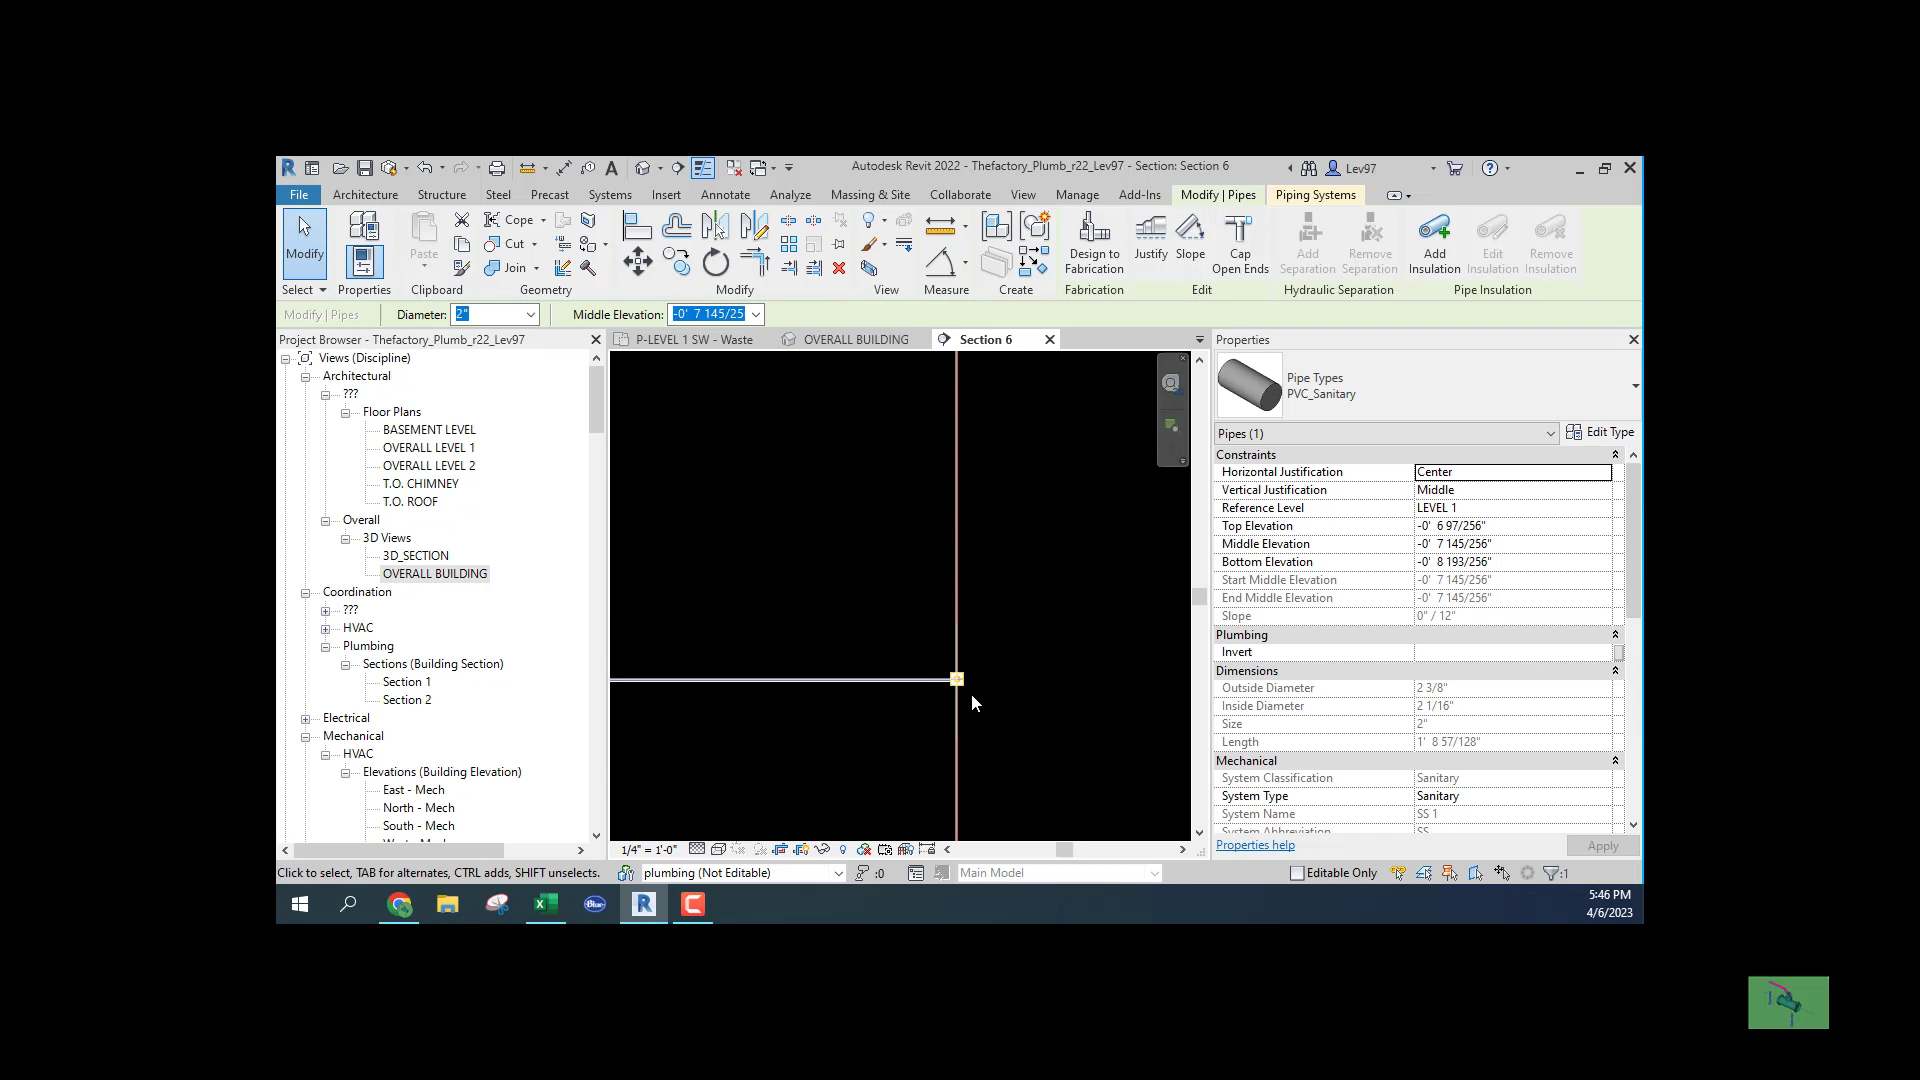 Autodesk Revit 2022 - Thefactory_Plumb_r22_Lev97 - Section: Section 6
Lev97
File Architecture Structure Steel Precast Systems Insert Annotate Analyze Massing & Site Collaborate View Manage Add-Ins Modify | Pipes Piping Systems
Modify
Paste
Cope
Cut
Join
Design to Fabrication
Justify
Slope
Cap Open Ends
Add Separation
Remove Separation
Add Insulation
Edit Insulation
Remove Insulation
Select Properties Clipboard Geometry Modify View Measure Create Fabrication Edit Hydraulic Separation Pipe Insulation
Modify | Pipes Diameter: 2" Middle Elevation: -0' 7 145/25
Project Browser - Thefactory_Plumb_r22_Lev97
Views (Discipline)
Architectural
???
Floor Plans
BASEMENT LEVEL
OVERALL LEVEL 1
OVERALL LEVEL 2
T.O. CHIMNEY
T.O. ROOF
Overall
3D Views
3D_SECTION
OVERALL BUILDING
Coordination
???
HVAC
Plumbing
Sections (Building Section)
Section 1
Section 2
Electrical
Mechanical
HVAC
Elevations (Building Elevation)
East - Mech
North - Mech
South - Mech
P-LEVEL 1 SW - Waste OVERALL BUILDING Section 6
Properties
Pipe Types
PVC_Sanitary
Pipes (1) Edit Type
Constraints
Horizontal Justification Center
Vertical Justification Middle
Reference Level LEVEL 1
Top Elevation -0' 6 97/256"
Middle Elevation -0' 7 145/256"
Bottom Elevation -0' 8 193/256"
Start Middle Elevation -0' 7 145/256"
End Middle Elevation -0' 7 145/256"
Slope 0" / 12"
Plumbing
Invert
Dimensions
Outside Diameter 2 3/8"
Inside Diameter 2 1/16"
Size 2"
Length 1' 8 57/128"
Mechanical
System Classification Sanitary
System Type Sanitary
System Name SS 1
System Abbreviation SS
Properties help Apply
1/4" = 1'-0"
Click to select, TAB for alternates, CTRL adds, SHIFT unselects. plumbing (Not Editable) :0 Main Model Editable Only :1
5:46 PM
4/6/2023